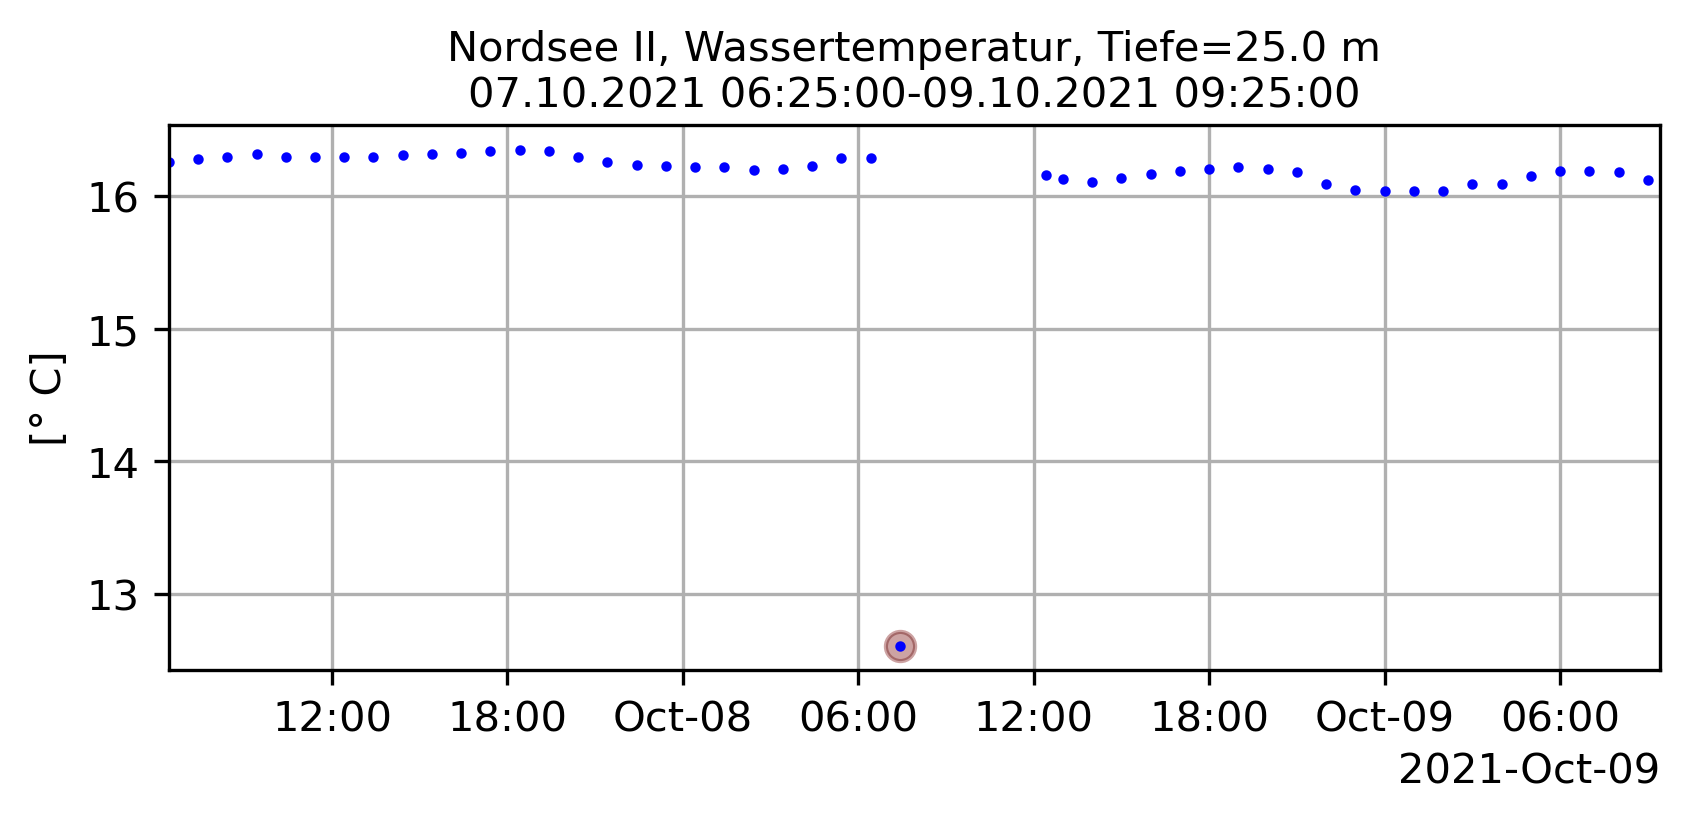 Nordsee II, Wassertemperatur, Tiefe=25.0 m
07.10.2021 06:25:00-09.10.2021 09:25:00
[° C]
16
15
14
13
12:00 18:00 Oct-08 06:00 12:00 18:00 Oct-09 06:00
2021-Oct-09